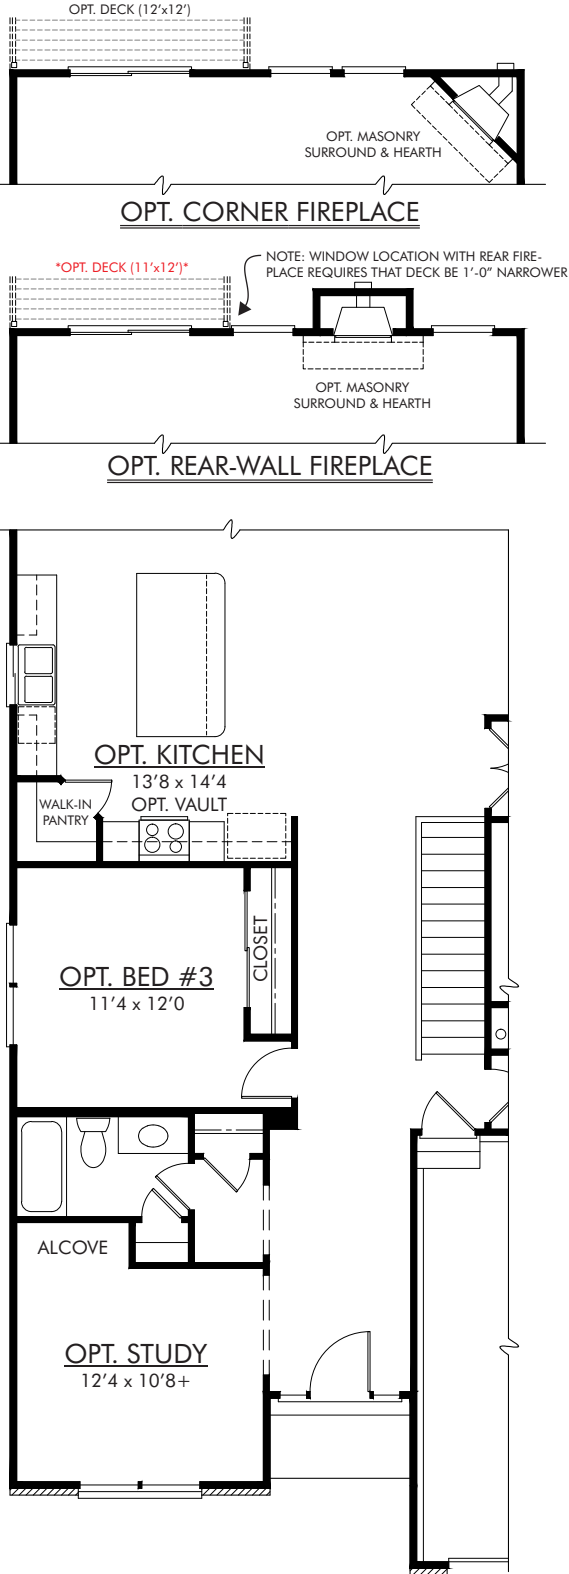 OPT. DECK (12'x12')
OPT. MASONRY
SURROUND & HEARTH
OPT. CORNER FIREPLACE
*OPT. DECK (11'x12')*
NOTE: WINDOW LOCATION WITH REAR FIRE-
PLACE REQUIRES THAT DECK BE 1'-0" NARROWER
OPT. MASONRY
SURROUND & HEARTH
OPT. REAR-WALL FIREPLACE
OPT. KITCHEN
13'8 x 14'4
OPT. VAULT
WALK-IN
PANTRY
CLOSET
OPT. BED #3
11'4 x 12'0
ALCOVE
OPT. STUDY
12'4 x 10'8+